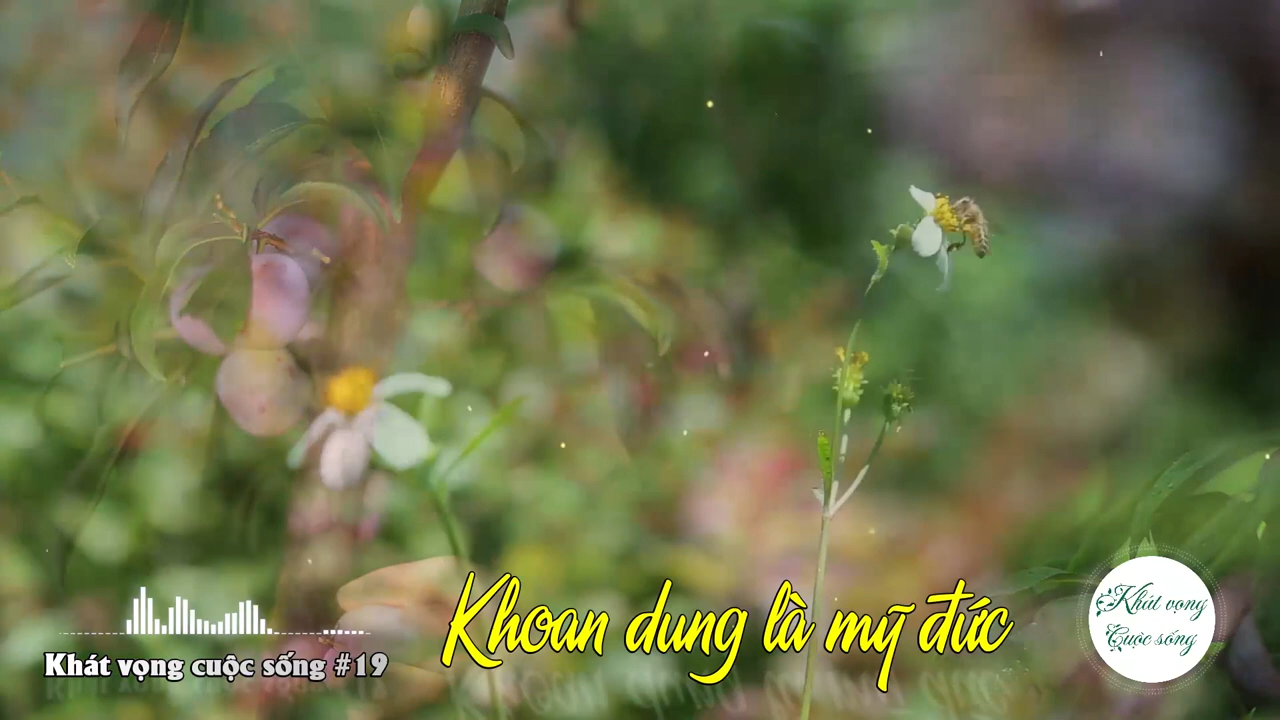 Khoan dung là mỹ đức
Khát vọng cuộc sống #19
Khát vọng
Cuộc sống